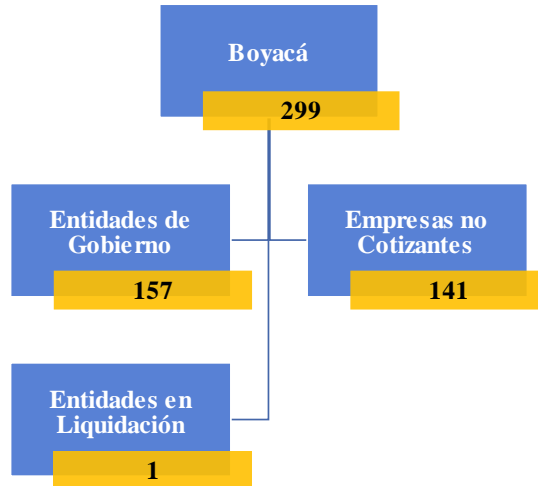 Boyacá
299
Entidades de
Gobierno
157
Empresas no
Cotizantes
141
Entidades en
Liquidación
1